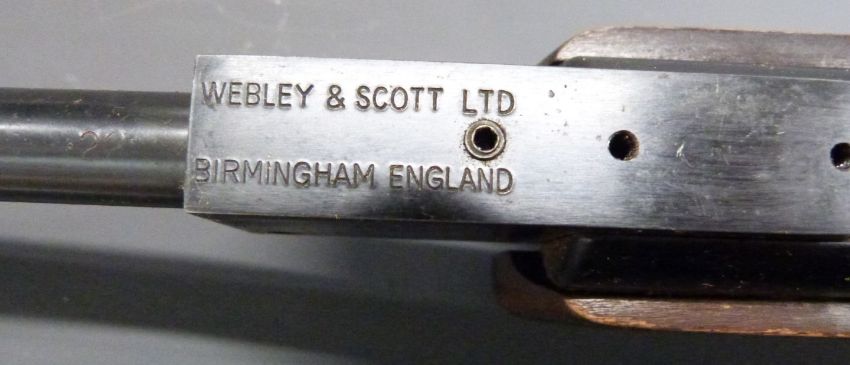 WEBLEY & SCOTT LTD
BIRMINGHAM ENGLAND